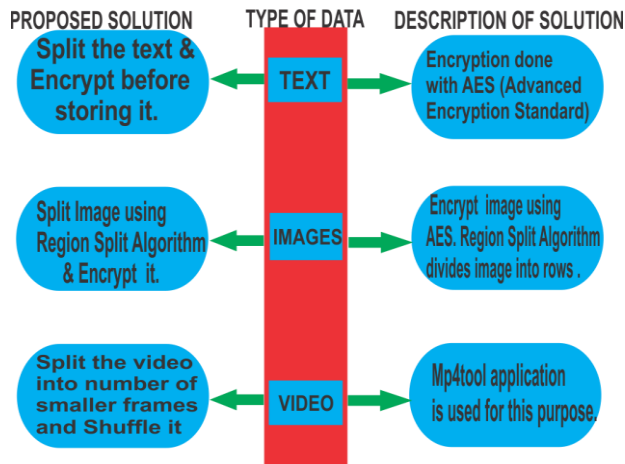 PROPOSED SOLUTION
TYPE OF DATA
DESCRIPTION OF SOLUTION
Split the text &
Encrypt before
storing it.
TEXT
Encryption done
with AES (Advanced
Encryption Standard)
Split Image using
Region Split Algorithm
& Encrypt it.
IMAGES
Encrypt image using
AES. Region Split Algorithm
divides image into rows .
Split the video
into number of
smaller frames
and Shuffle it
VIDEO
Mp4tool application
is used for this purpose.